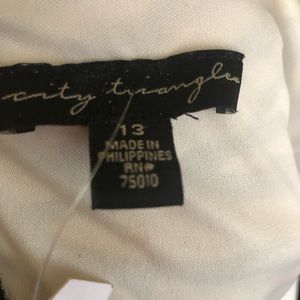 city triangles
13
MADE IN
PHILIPPINES
RN#
75010